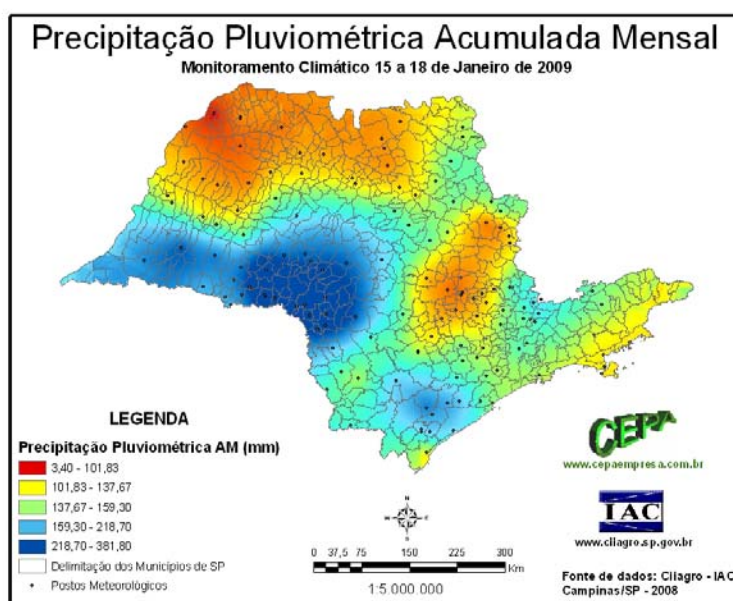 Precipitação Pluviométrica Acumulada Mensal
Monitoramento Climático 15 a 18 de Janeiro de 2009
LEGENDA
Precipitação Pluviométrica AM (mm)
3,40 - 101,83
101,83 - 137,67
137,67 - 159,30
159,30 - 218,70
218,70 - 381,80
Delimitação dos Municípios de SP
Postos Meteorológicos
N
W E
S
0 37,5 75 150 225 300
Km
1:5.000.000
CEPA
www.cepaempresa.com.br
IAC
www.ciiagro.sp.gov.br
Fonte de dados: Ciiagro - IAC
Campinas/SP - 2008